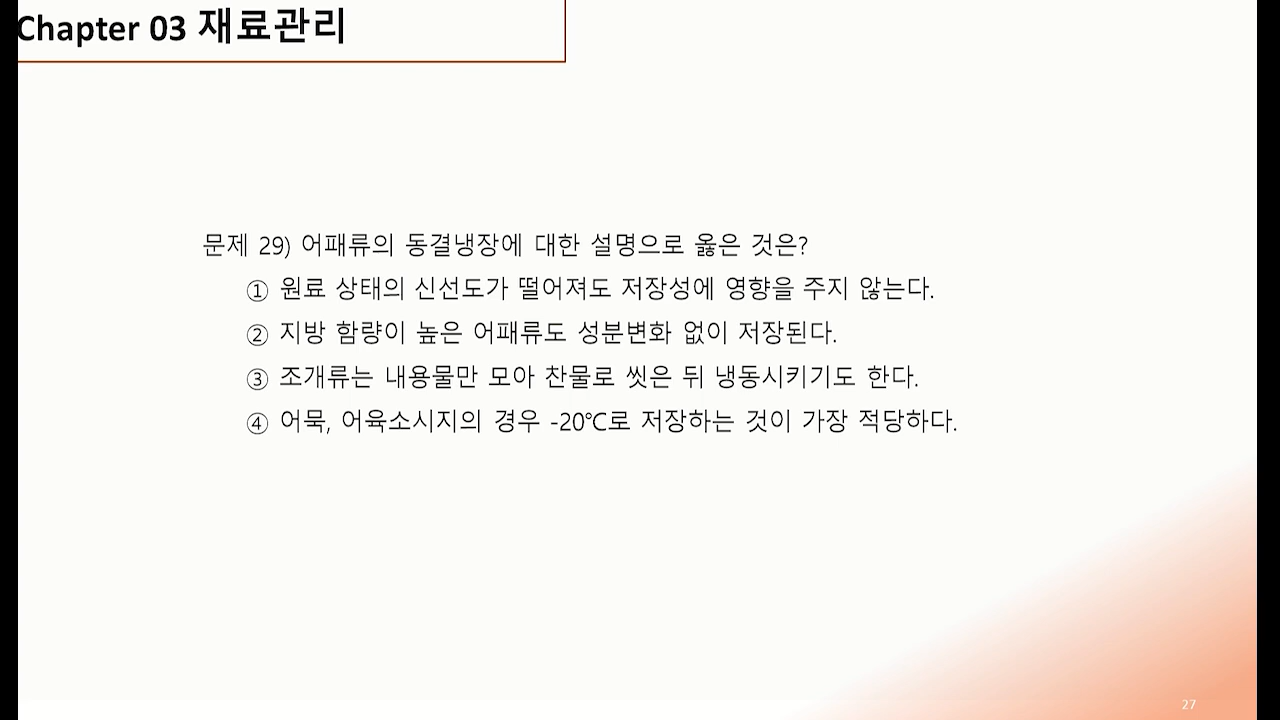 Chapter 03 재료관리
문제 29) 어패류의 동결냉장에 대한 설명으로 옳은 것은?
① 원료 상태의 신선도가 떨어져도 저장성에 영향을 주지 않는다.
② 지방 함량이 높은 어패류도 성분변화 없이 저장된다.
③ 조개류는 내용물만 모아 찬물로 씻은 뒤 냉동시키기도 한다.
④ 어묵, 어육소시지의 경우 -20℃로 저장하는 것이 가장 적당하다.
27